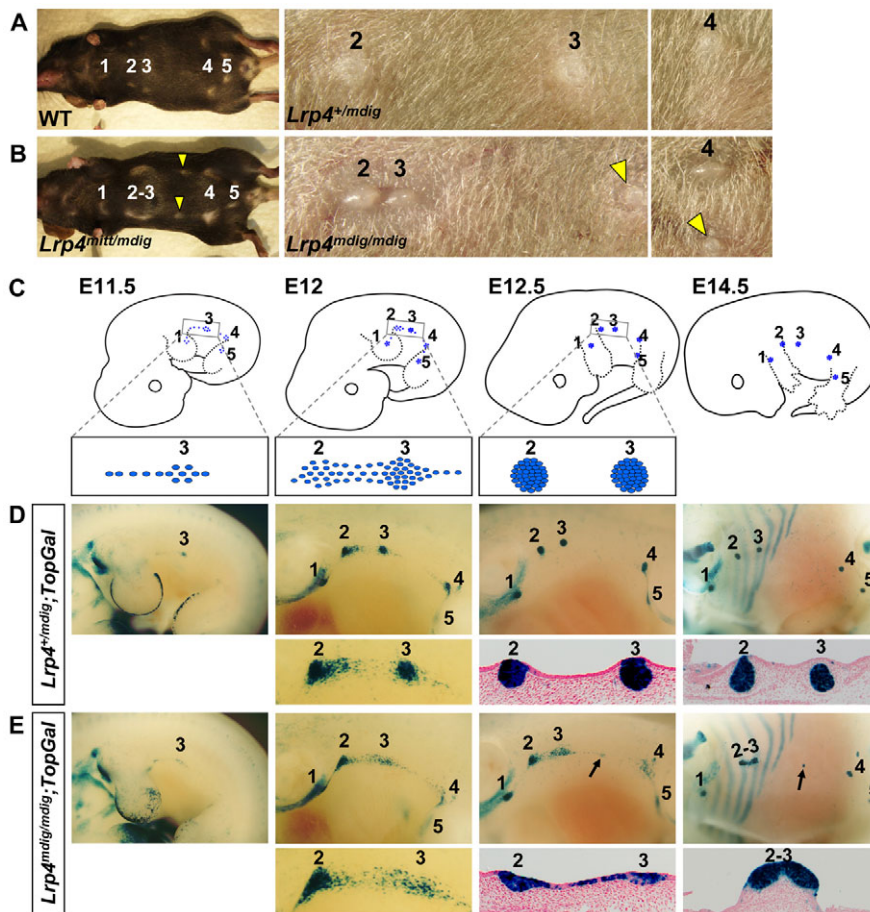 A
1 2 3 4 5
WT
2 3
Lrp4+/mdig
4
B
1 2-3 4 5
Lrp4mitt/mdig
2 3
Lrp4mdig/mdig
4
C
E11.5 E12 E12.5 E14.5
1 3 4 5
1 2 3 4 5
1 2 3 4 5
1 2 3 4 5
3
2 3
2 3
D
Lrp4+/mdig;TopGal
3
1 2 3 4 5
1 2 3 4 5
1 2 3 4 5
2 3
2 3
2 3
E
Lrp4mdig/mdig;TopGal
3
1 2 3 4 5
1 2 3 4 5
1 2-3 4
2 3
2 3
2-3